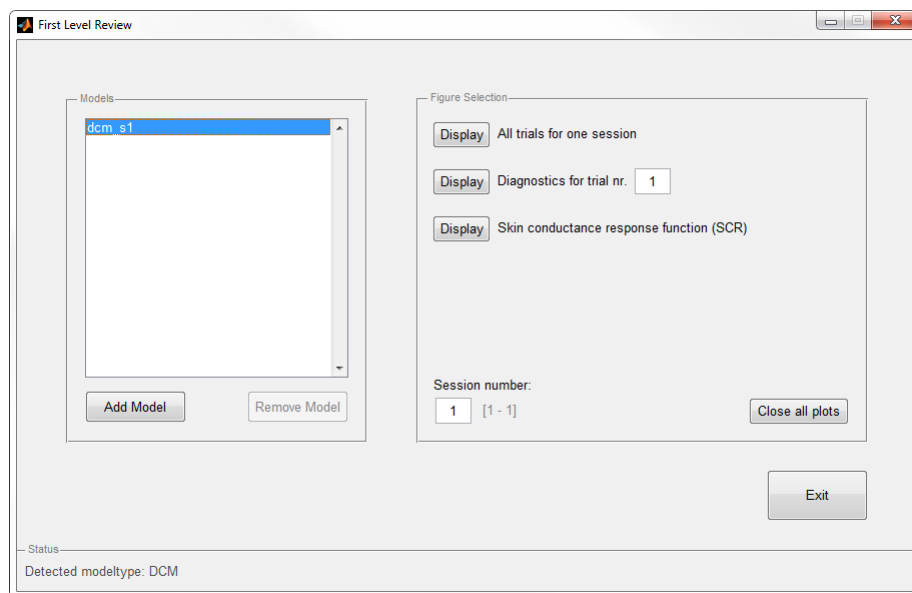 First Level Review
Models
dcm_s1
Add Model
Remove Model
Figure Selection
Display All trials for one session
Display Diagnostics for trial nr. 1
Display Skin conductance response function (SCR)
Session number:
1 [1 - 1]
Close all plots
Exit
Status
Detected modeltype: DCM